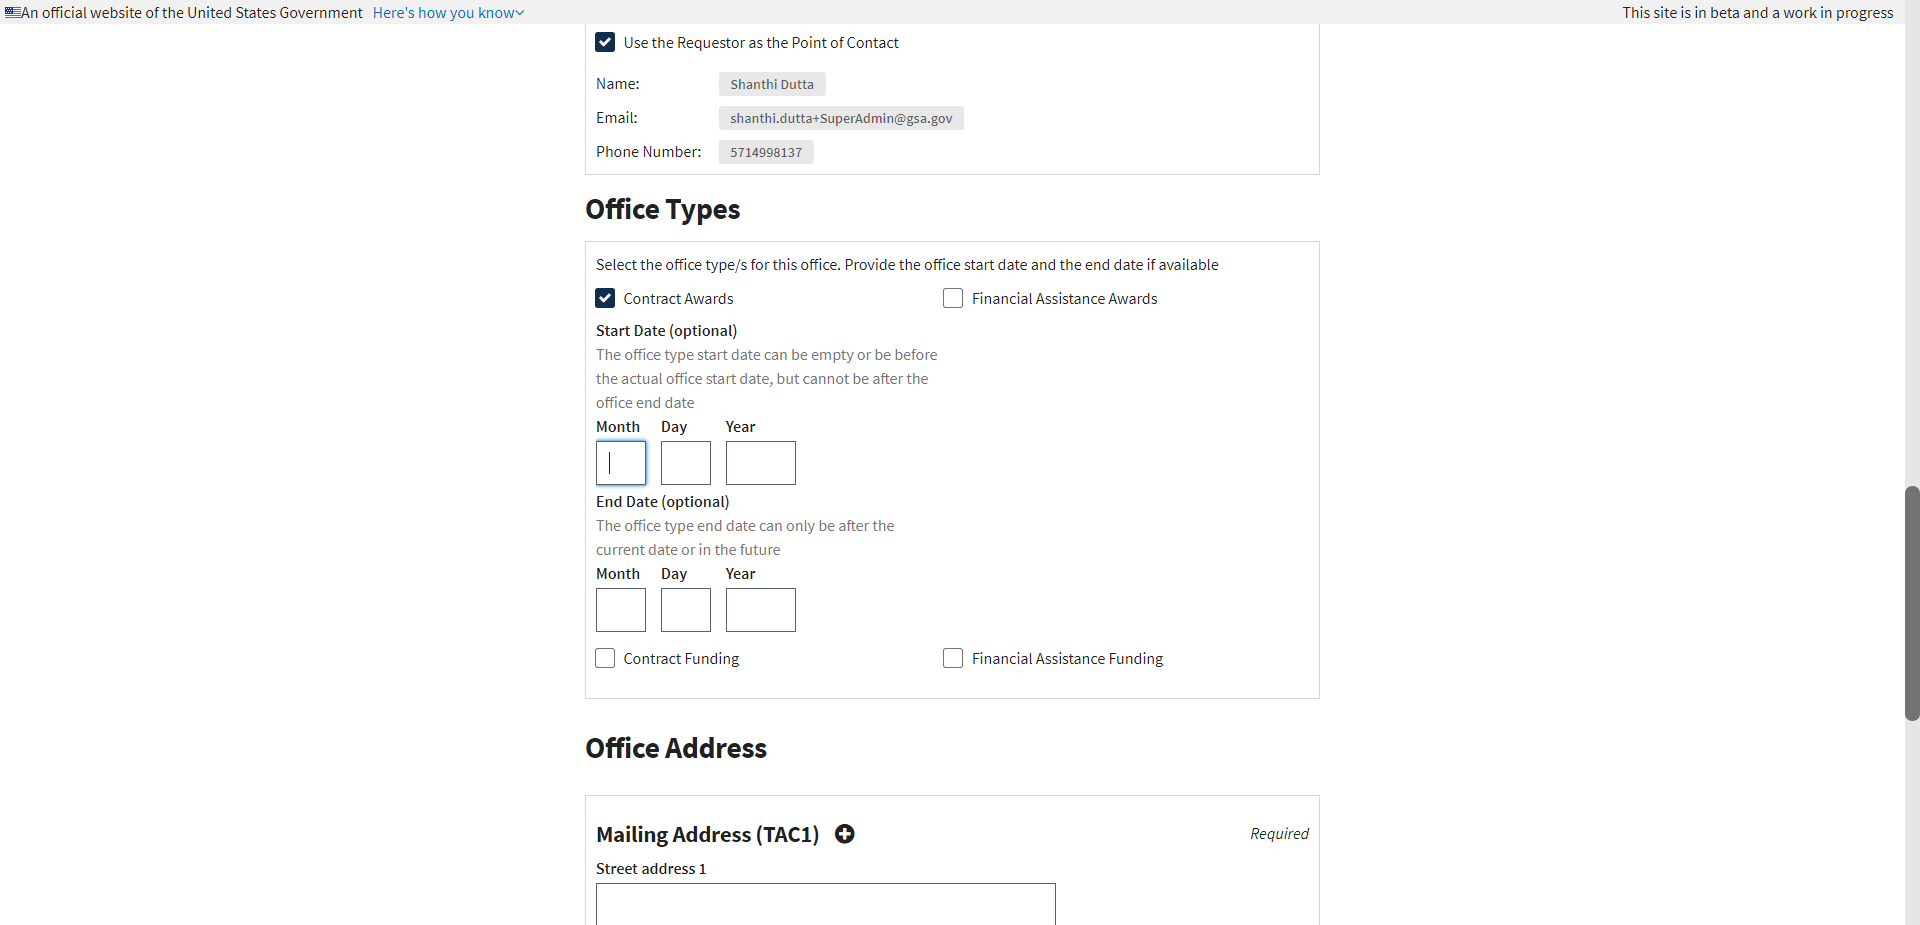 An official website of the United States Government Here's how you know
This site is in beta and a work in progress
Use the Requestor as the Point of Contact
Name: Shanthi Dutta
Email: shanthi.dutta+SuperAdmin@gsa.gov
Phone Number: 5714998137
Office Types
Select the office type/s for this office. Provide the office start date and the end date if available
Contract Awards Financial Assistance Awards
Start Date (optional)
The office type start date can be empty or be before
the actual office start date, but cannot be after the
office end date
Month Day Year
End Date (optional)
The office type end date can only be after the
current date or in the future
Month Day Year
Contract Funding Financial Assistance Funding
Office Address
Mailing Address (TAC1) Required
Street address 1